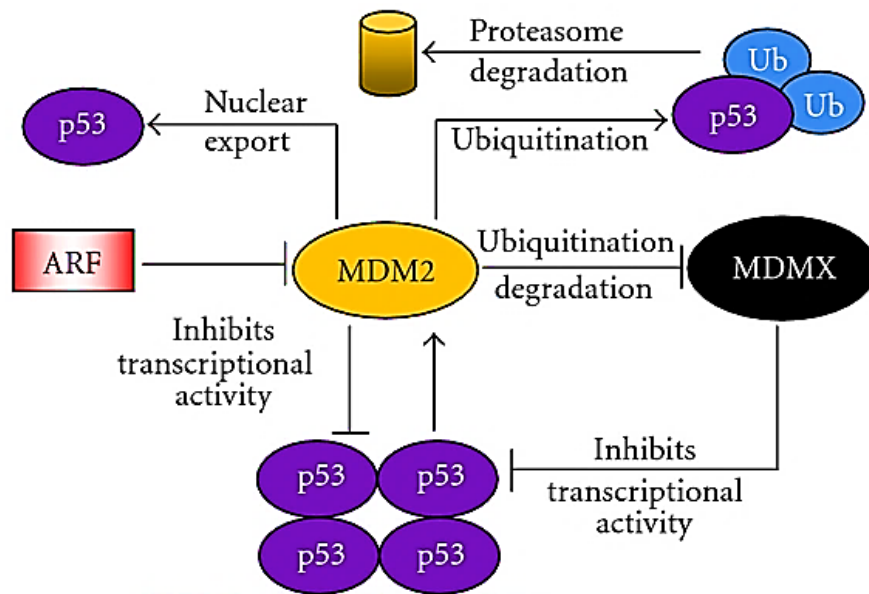 Proteasome
degradation
Ub
Ub
p53
Nuclear
export
p53
Ubiquitination
ARF
MDM2
Ubiquitination
degradation
MDMX
Inhibits
transcriptional
activity
p53
p53
p53
p53
Inhibits
transcriptional
activity